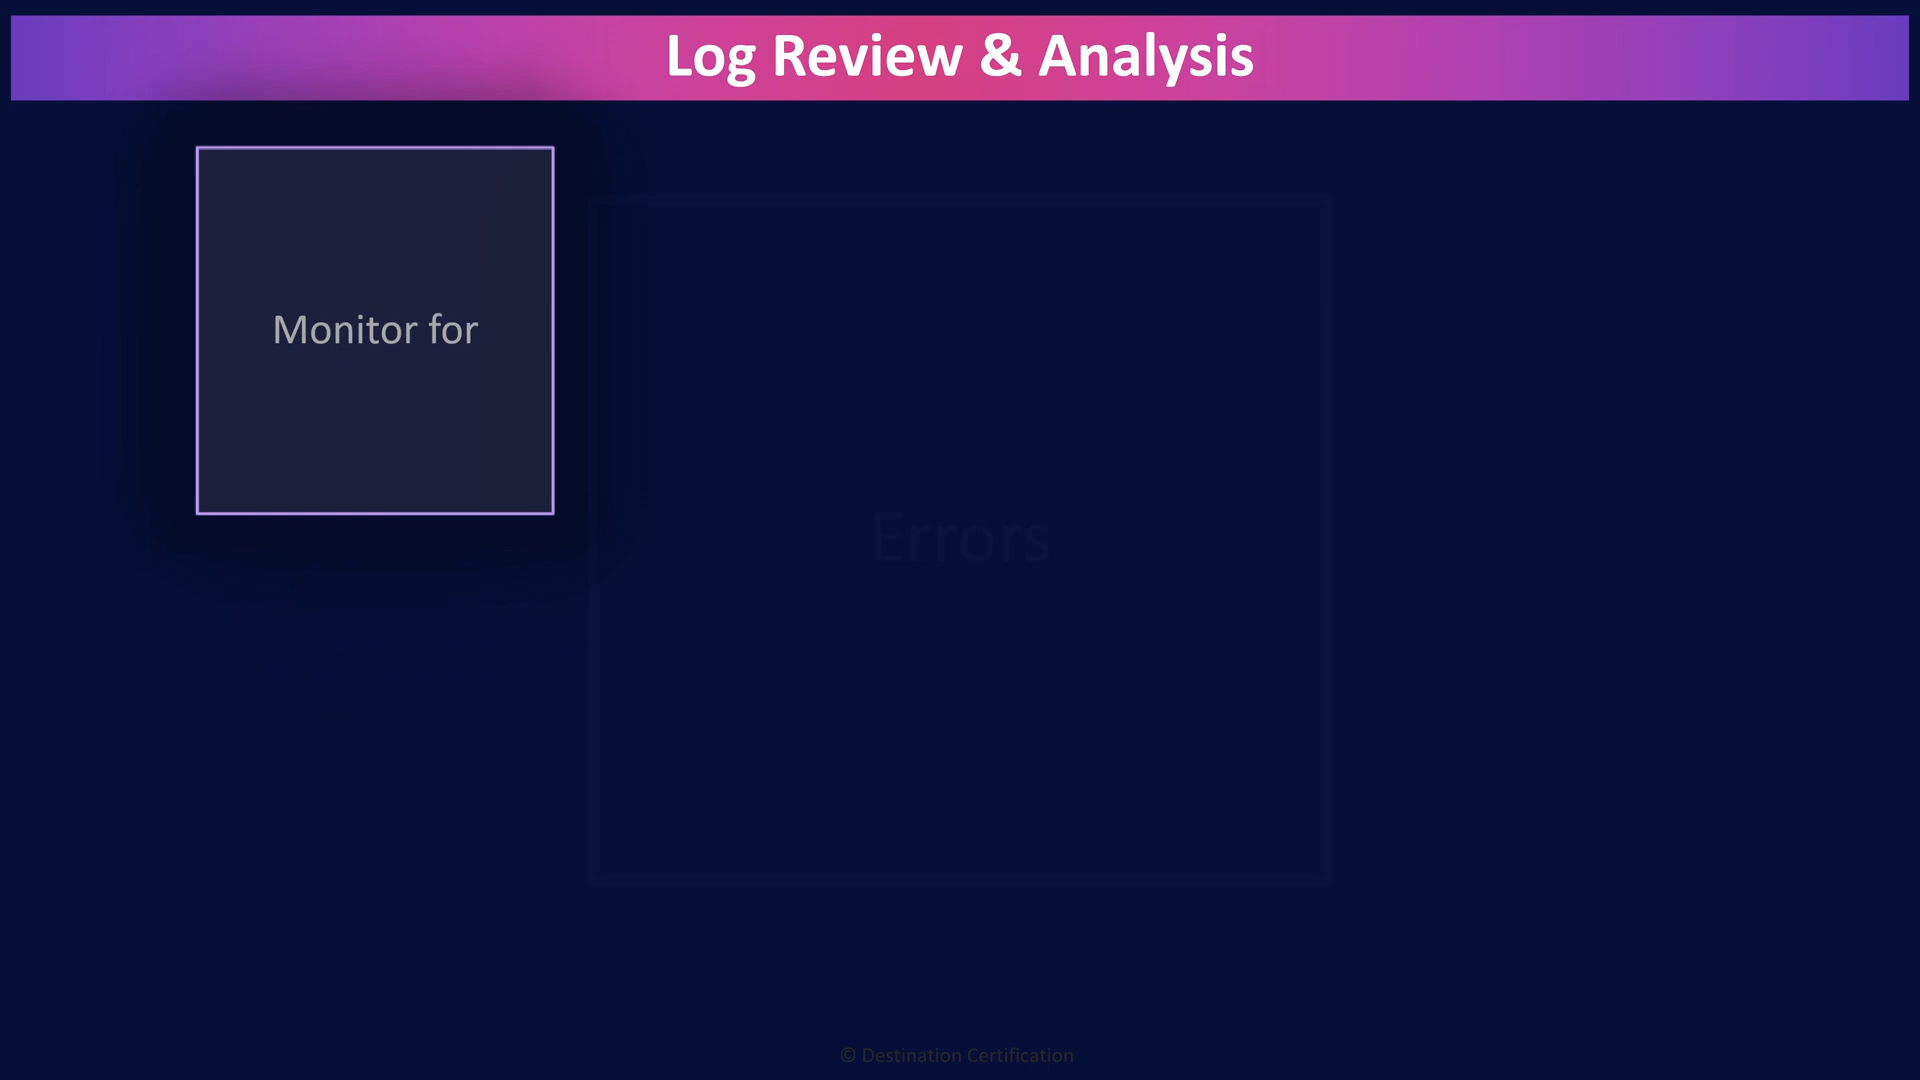 Log Review & Analysis
Monitor for
Errors
© Destination Certification